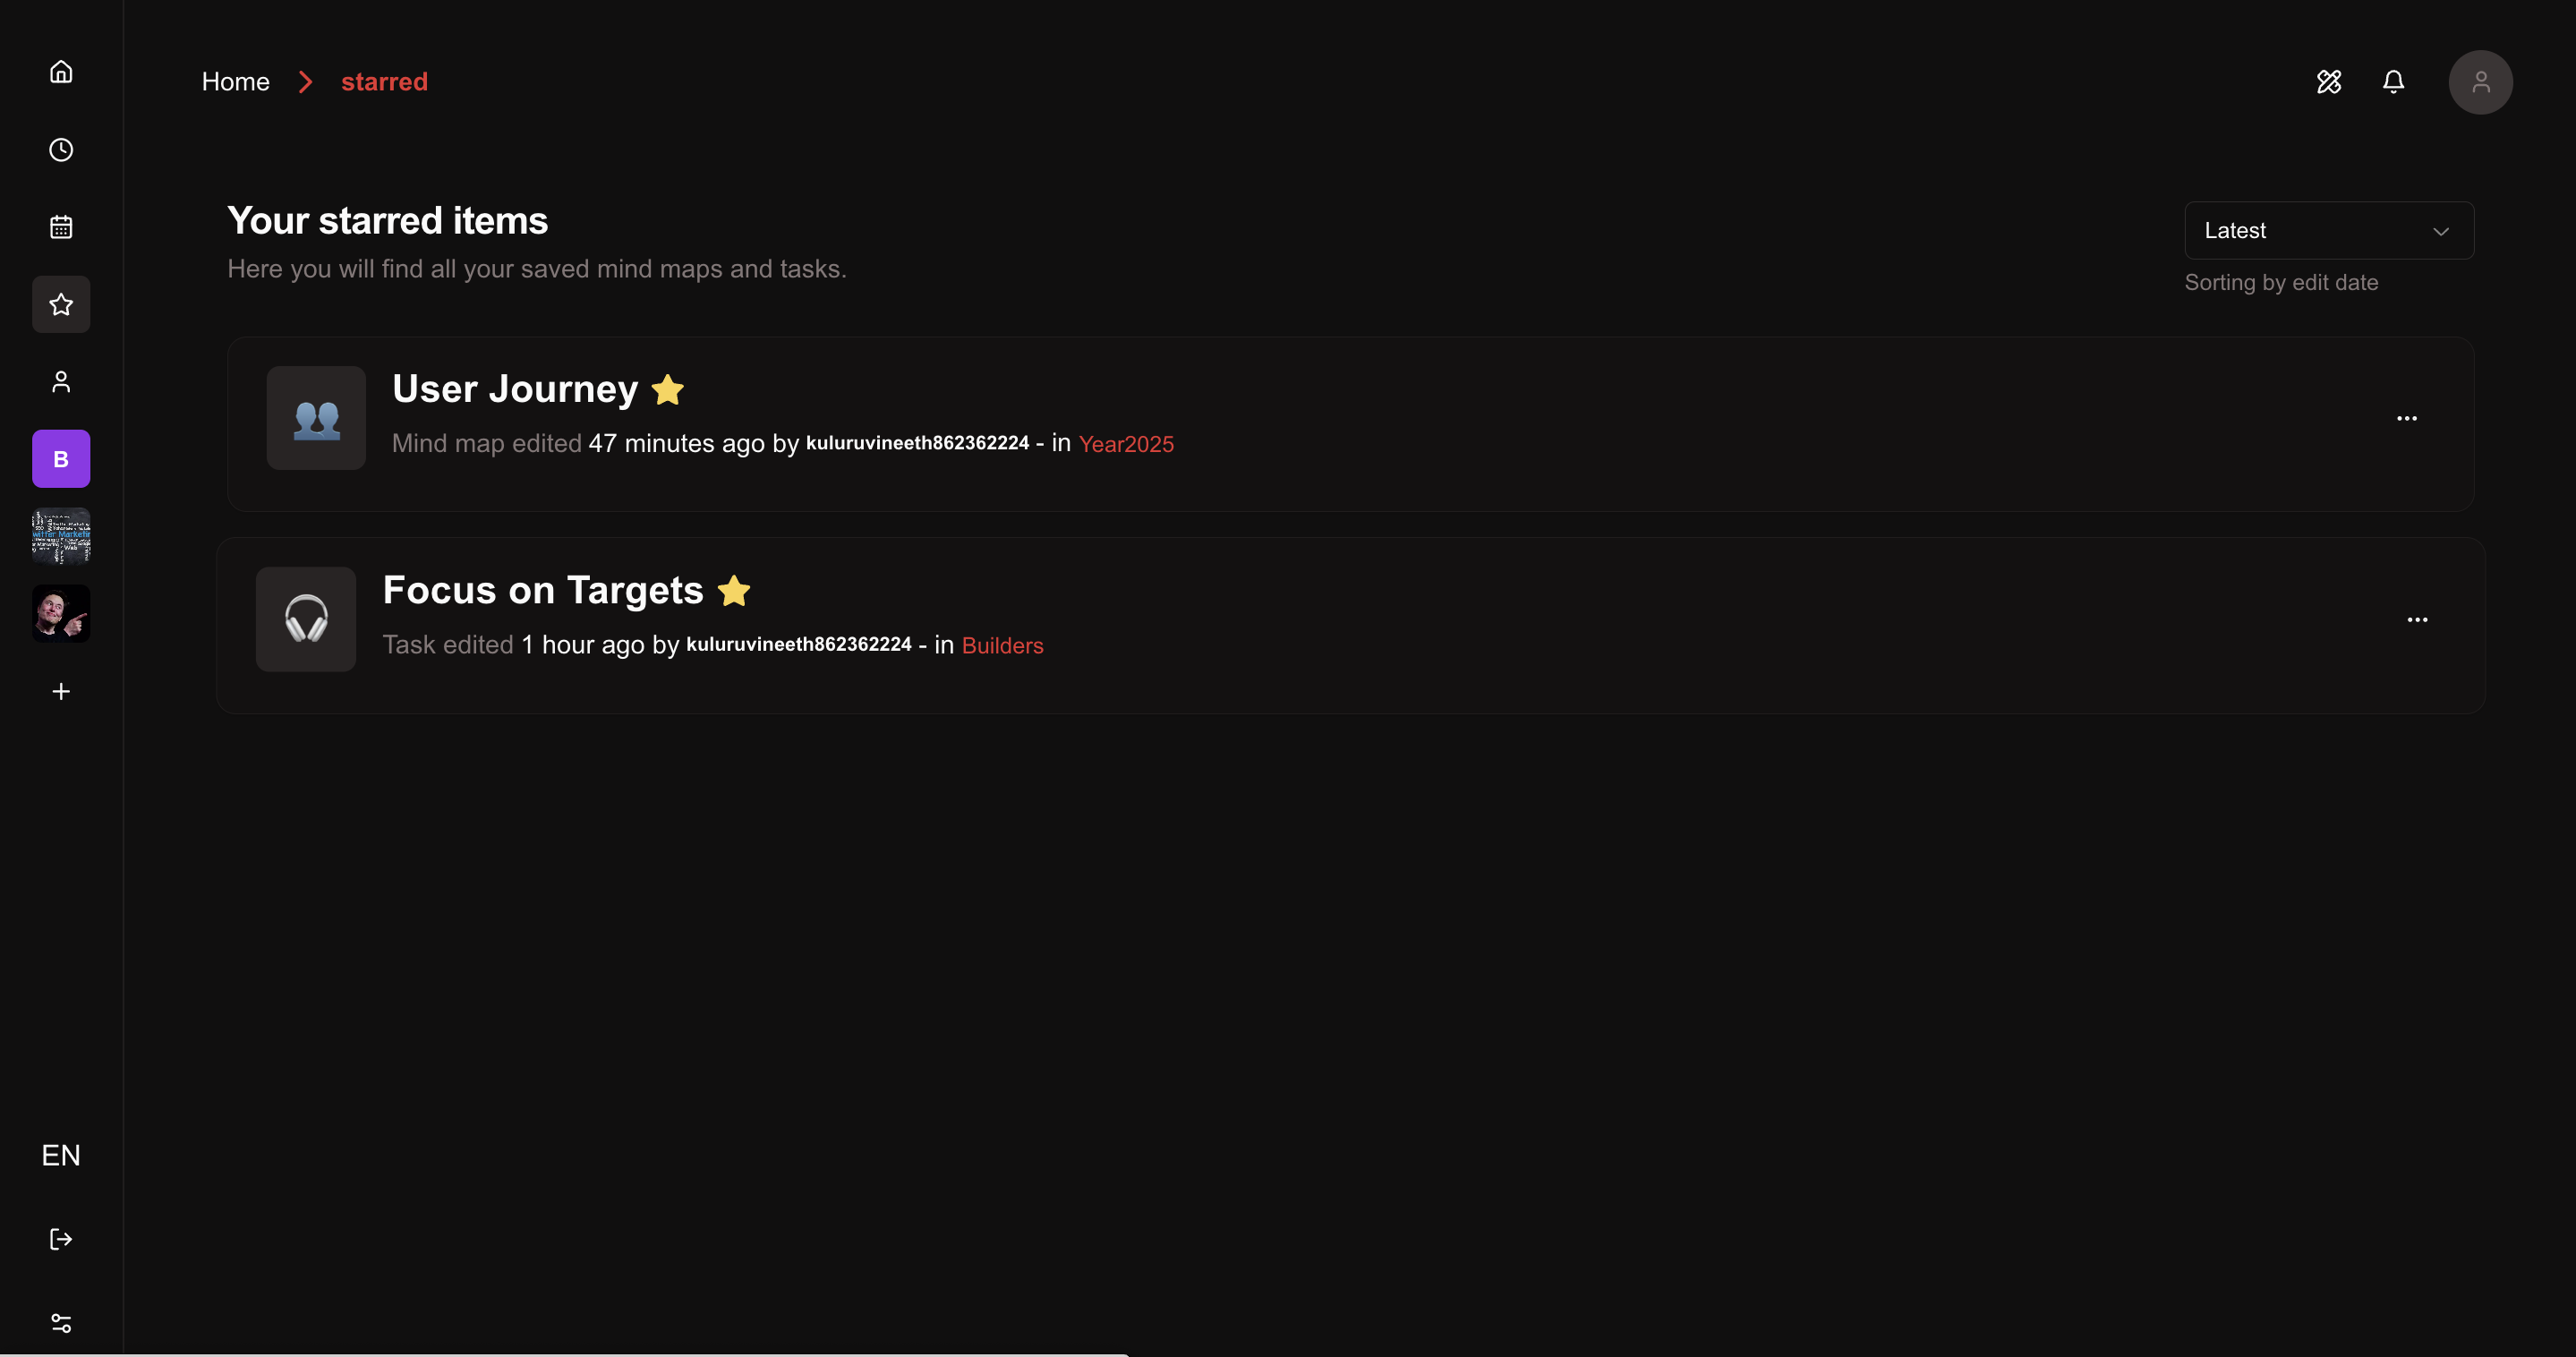 Home starred
Your starred items
Here you will find all your saved mind maps and tasks.
Latest
Sorting by edit date
User Journey
Mind map edited 47 minutes ago by kuluruvineeth862362224 - in Year2025
Focus on Targets
Task edited 1 hour ago by kuluruvineeth862362224 - in Builders
B
EN